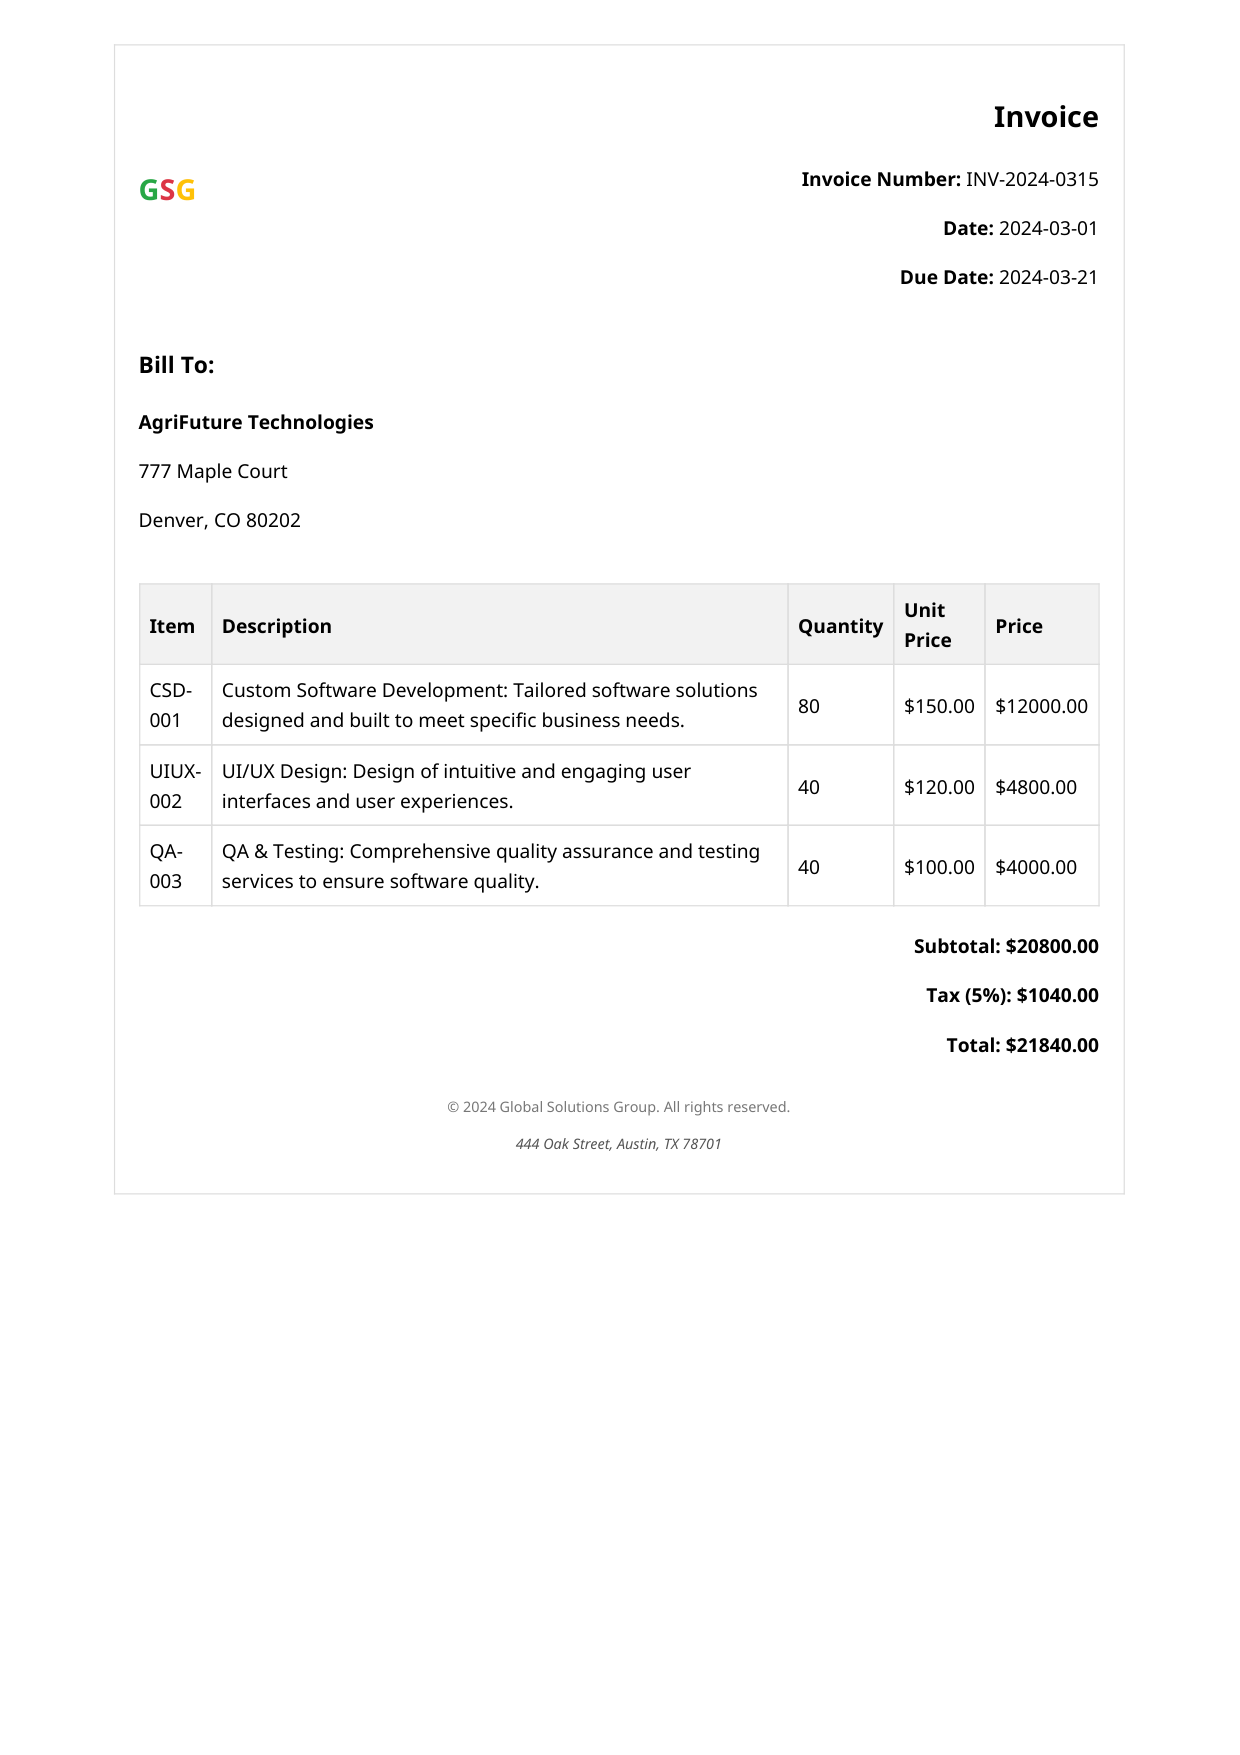 Invoice
GSG
Invoice Number: INV-2024-0315
Date: 2024-03-01
Due Date: 2024-03-21
Bill To:
AgriFuture Technologies
777 Maple Court
Denver, CO 80202
Item Description Quantity Unit Price Price
CSD-001 Custom Software Development: Tailored software solutions designed and built to meet specific business needs. 80 $150.00 $12000.00
UIUX-002 UI/UX Design: Design of intuitive and engaging user interfaces and user experiences. 40 $120.00 $4800.00
QA-003 QA & Testing: Comprehensive quality assurance and testing services to ensure software quality. 40 $100.00 $4000.00
Subtotal: $20800.00
Tax (5%): $1040.00
Total: $21840.00
© 2024 Global Solutions Group. All rights reserved.
444 Oak Street, Austin, TX 78701